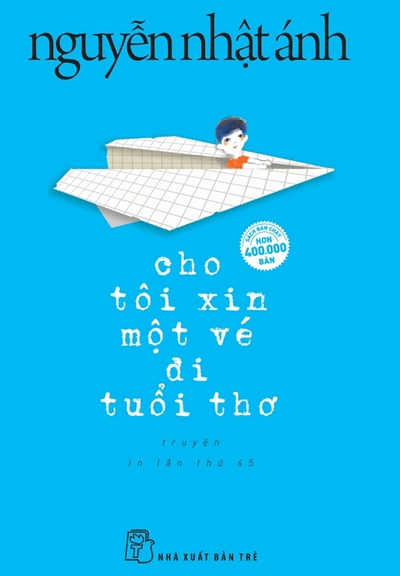 nguyễn nhật ánh
SÁCH BÁN CHẠY
HƠN
400.000
BẢN
cho
tôi xin
một vé
đi
tuổi thơ
truyện
In lần thứ 65
NHÀ XUẤT BẢN TRẺ